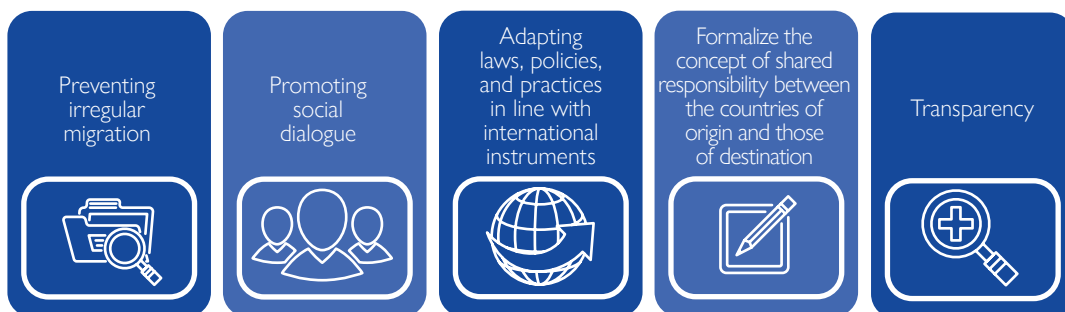 Preventing
irregular
migration
Promoting
social
dialogue
Adapting
laws, policies,
and practices
in line with
international
instruments
Formalize the
concept of shared
responsibility between
the countries of
origin and those
of destination
Transparency